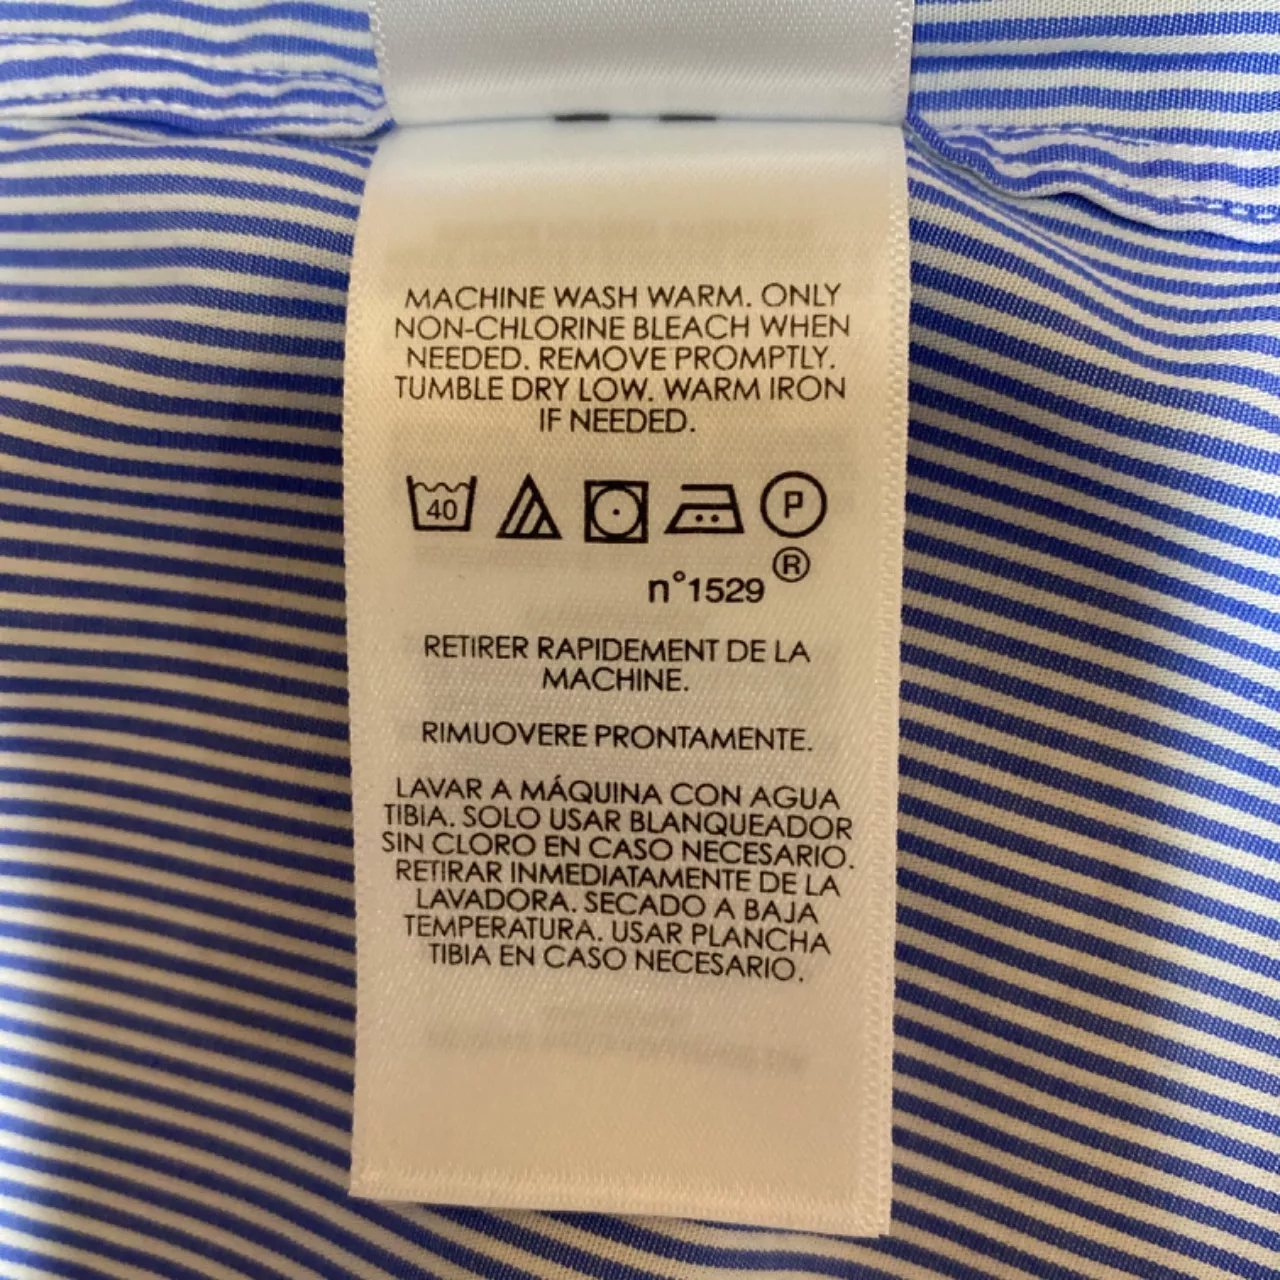 MACHINE WASH WARM. ONLY
NON-CHLORINE BLEACH WHEN
NEEDED. REMOVE PROMPTLY.
TUMBLE DRY LOW. WARM IRON
IF NEEDED.
40 P
n°1529 ®
RETIRER RAPIDEMENT DE LA
MACHINE.
RIMUOVERE PRONTAMENTE.
LAVAR A MÁQUINA CON AGUA
TIBIA. SOLO USAR BLANQUEADOR
SIN CLORO EN CASO NECESARIO.
RETIRAR INMEDIATAMENTE DE LA
LAVADORA. SECADO A BAJA
TEMPERATURA. USAR PLANCHA
TIBIA EN CASO NECESARIO.